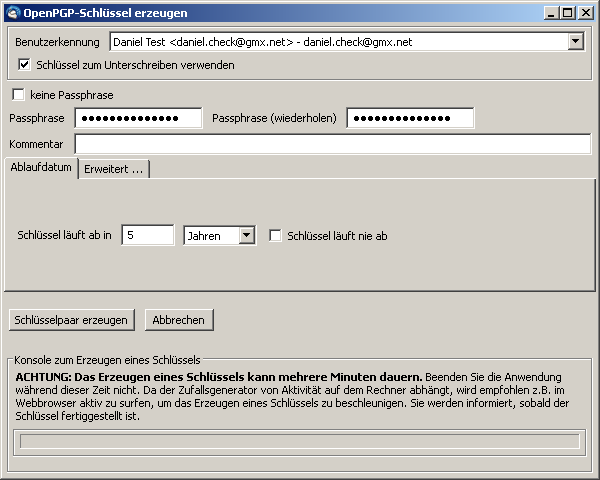 OpenPGP-Schlüssel erzeugen
Benutzerkennung Daniel Test <daniel.check@gmx.net> - daniel.check@gmx.net
Schlüssel zum Unterschreiben verwenden
keine Passphrase
Passphrase ●●●●●●●●●●●●●● Passphrase (wiederholen) ●●●●●●●●●●●●●●
Kommentar
Ablaufdatum Erweitert ...
Schlüssel läuft ab in 5 Jahren Schlüssel läuft nie ab
Schlüsselpaar erzeugen Abbrechen
Konsole zum Erzeugen eines Schlüssels
ACHTUNG: Das Erzeugen eines Schlüssels kann mehrere Minuten dauern. Beenden Sie die Anwendung
während dieser Zeit nicht. Da der Zufallsgenerator von Aktivität auf dem Rechner abhängt, wird empfohlen z.B. im
Webbrowser aktiv zu surfen, um das Erzeugen eines Schlüssels zu beschleunigen. Sie werden informiert, sobald der
Schlüssel fertiggestellt ist.